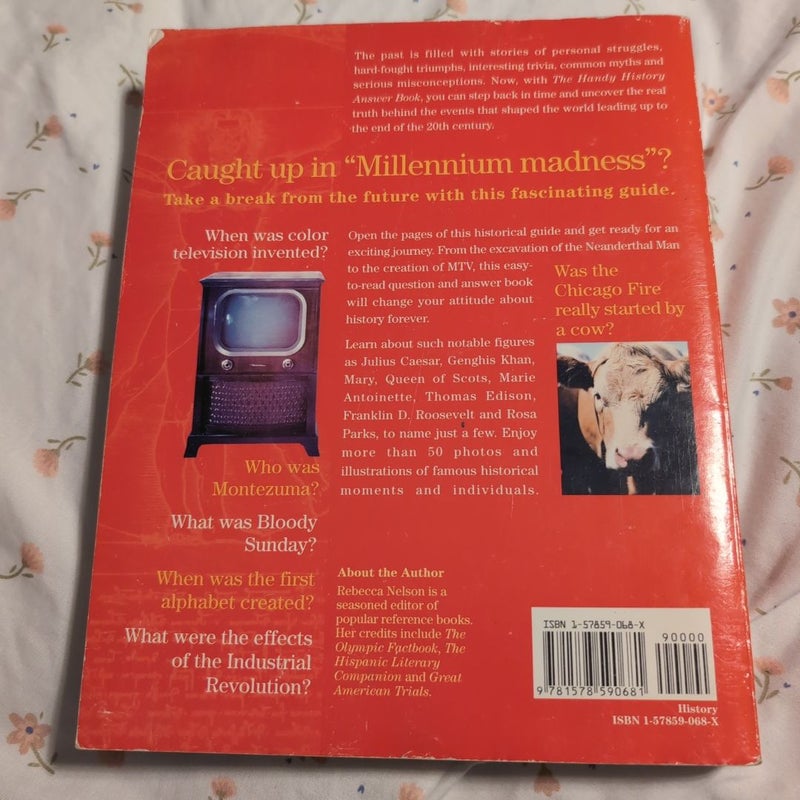 The past is filled with stories of personal struggles,
hard-fought triumphs, interesting trivia, common myths and
serious misconceptions. Now, with The Handy History
Answer Book, you can step back in time and uncover the real
truth behind the events that shaped the world leading up to
the end of the 20th century.
Caught up in “Millennium madness”?
Take a break from the future with this fascinating guide.
When was color
television invented?
Open the pages of this historical guide and get ready for an
exciting journey. From the excavation of the Neanderthal Man
to the creation of MTV, this easy-
to-read question and answer book
will change your attitude about
history forever.
Was the
Chicago Fire
really started by
a cow?
Learn about such notable figures
as Julius Caesar, Genghis Khan,
Mary, Queen of Scots, Marie
Antoinette, Thomas Edison,
Franklin D. Roosevelt and Rosa
Parks, to name just a few. Enjoy
more than 50 photos and
illustrations of famous historical
moments and individuals.
Who was
Montezuma?
What was Bloody
Sunday?
When was the first
alphabet created?
What were the effects
of the Industrial
Revolution?
About the Author
Rebecca Nelson is a
seasoned editor of
popular reference books.
Her credits include The
Olympic Factbook, The
Hispanic Literary
Companion and Great
American Trials.
ISBN 1-57859-068-X
90000
9 781578 590681
History
ISBN 1-57859-068-X